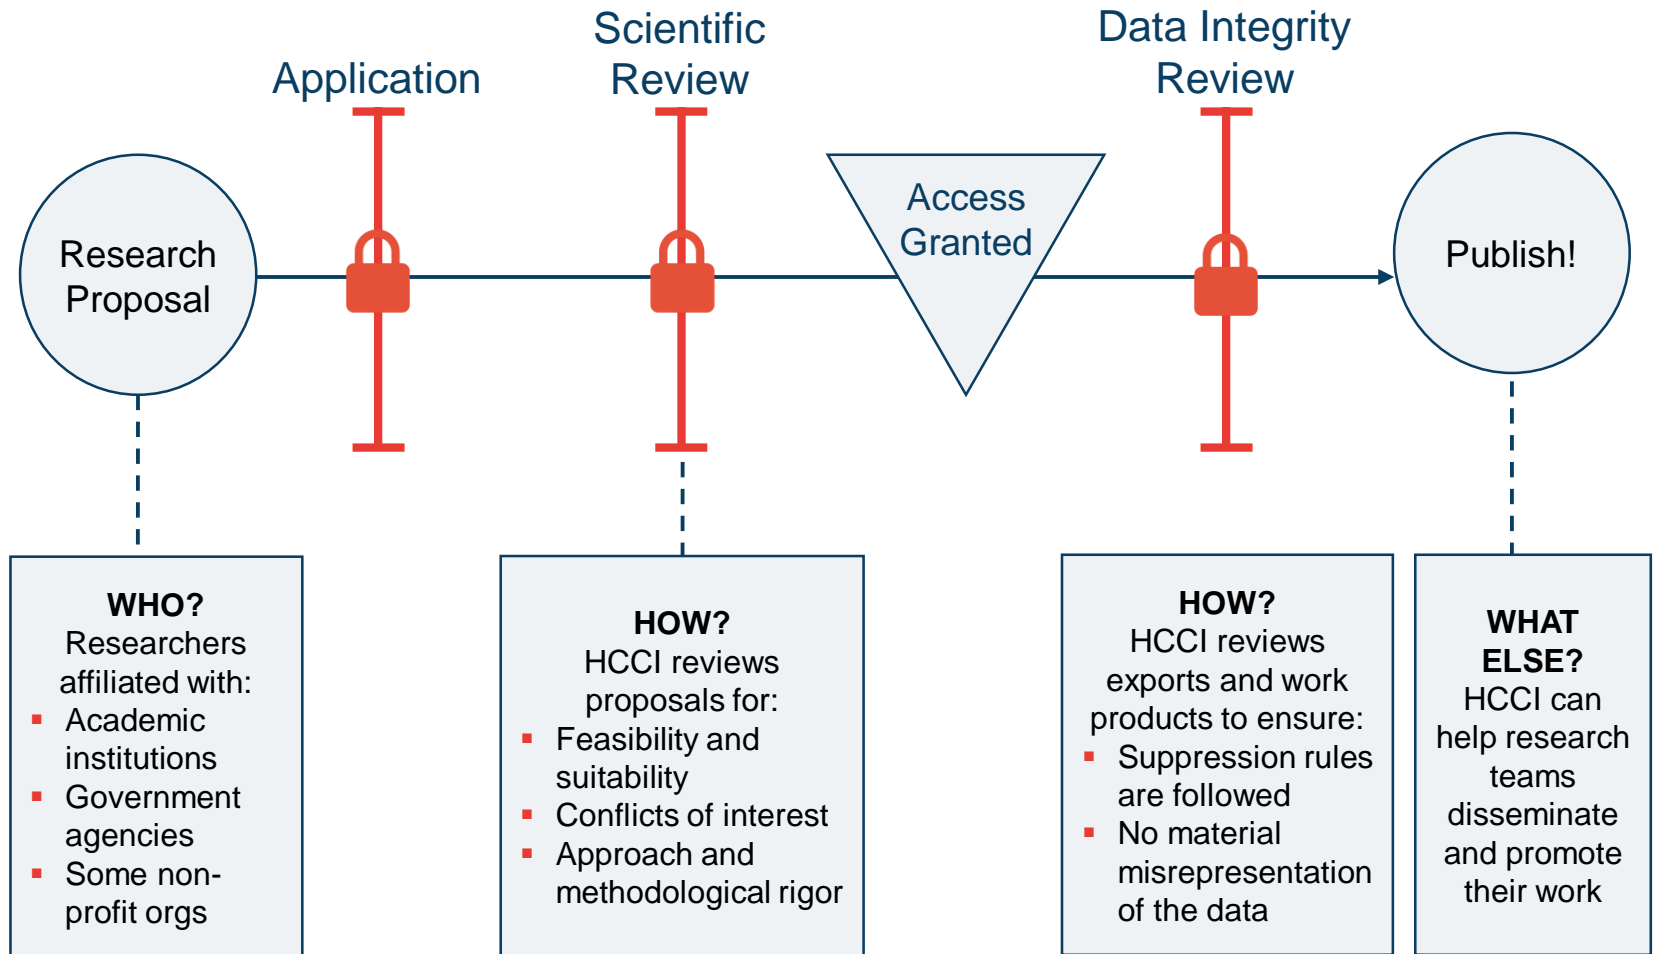 Application
Scientific
Review
Data Integrity
Review
Research
Proposal
Access
Granted
Publish!
WHO?
Researchers
affiliated with:
▪ Academic
institutions
▪ Government
agencies
▪ Some non-
profit orgs
HOW?
HCCI reviews
proposals for:
▪ Feasibility and
suitability
▪ Conflicts of interest
▪ Approach and
methodological rigor
HOW?
HCCI reviews
exports and work
products to ensure:
▪ Suppression rules
are followed
▪ No material
misrepresentation
of the data
WHAT
ELSE?
HCCI can
help research
teams
disseminate
and promote
their work